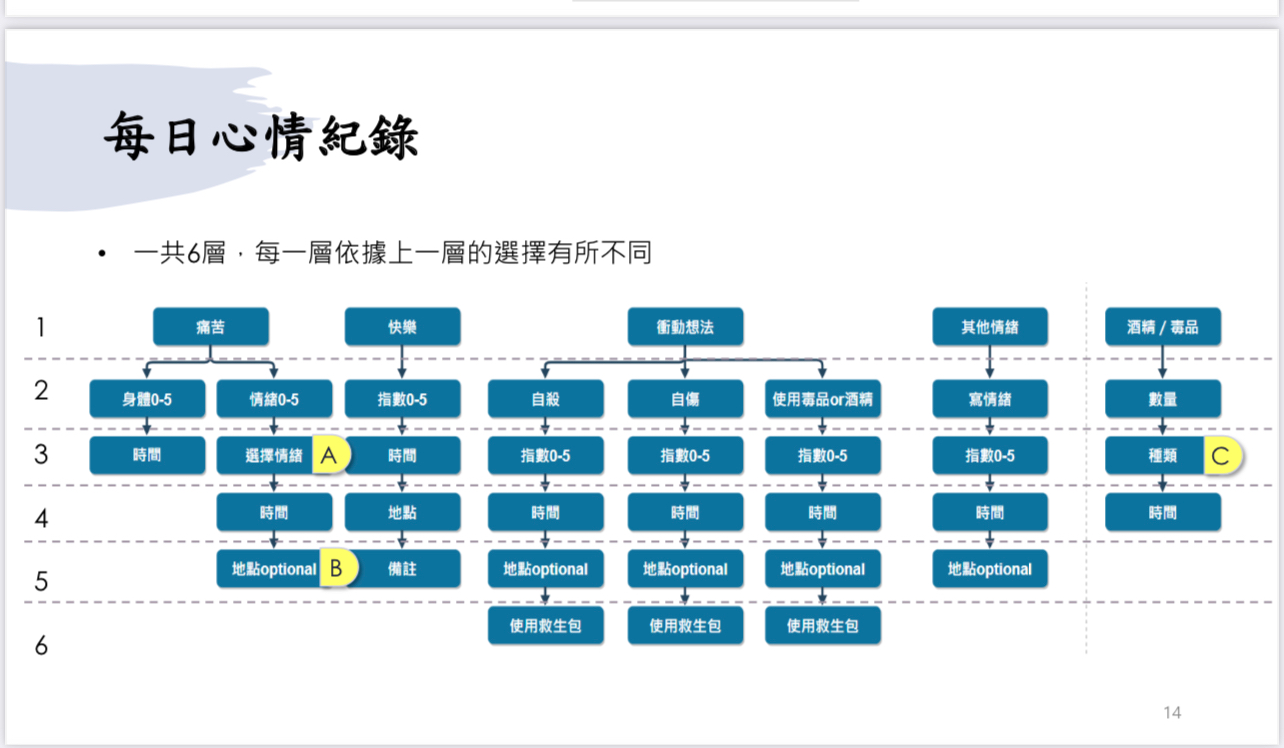 每日心情紀錄
• 一共6層，每一層依據上一層的選擇有所不同
1 痛苦 快樂 衝動想法 其他情緒 酒精 / 毒品
2 身體0-5 情緒0-5 指數0-5 自殺 自傷 使用毒品or酒精 寫情緒 數量
3 時間 選擇情緒 A 時間 指數0-5 指數0-5 指數0-5 指數0-5 種類 C
4 時間 地點 時間 時間 時間 時間 時間
5 地點optional B 備註 地點optional 地點optional 地點optional 地點optional
6 使用救生包 使用救生包 使用救生包
14